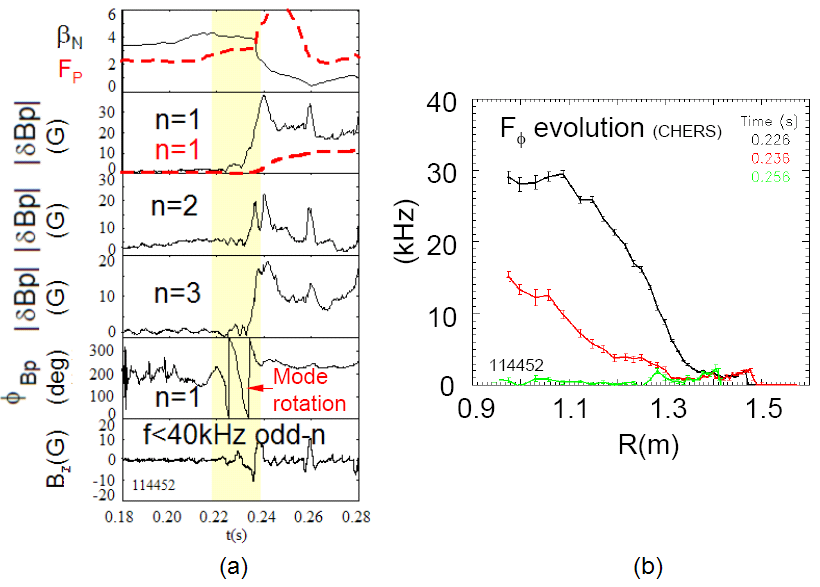 6
4
2
0
β_N
F_P
30
20
10
0
|δBp|
(G)
n=1
n=1
20
10
0
|δBp|
(G)
n=2
20
10
0
|δBp|
(G)
n=3
300
200
100
0
ϕ_Bp
(deg)
n=1
Mode
rotation
20
10
0
-10
-20
B_z(G)
f<40kHz odd-n
114452
0.18 0.20 0.22 0.24 0.26 0.28
t(s)
(a)
40
30
20
10
0
(kHz)
F_ϕ evolution (CHERS)
Time (s)
0.226
0.236
0.256
114452
0.9 1.1 1.3 1.5
R(m)
(b)